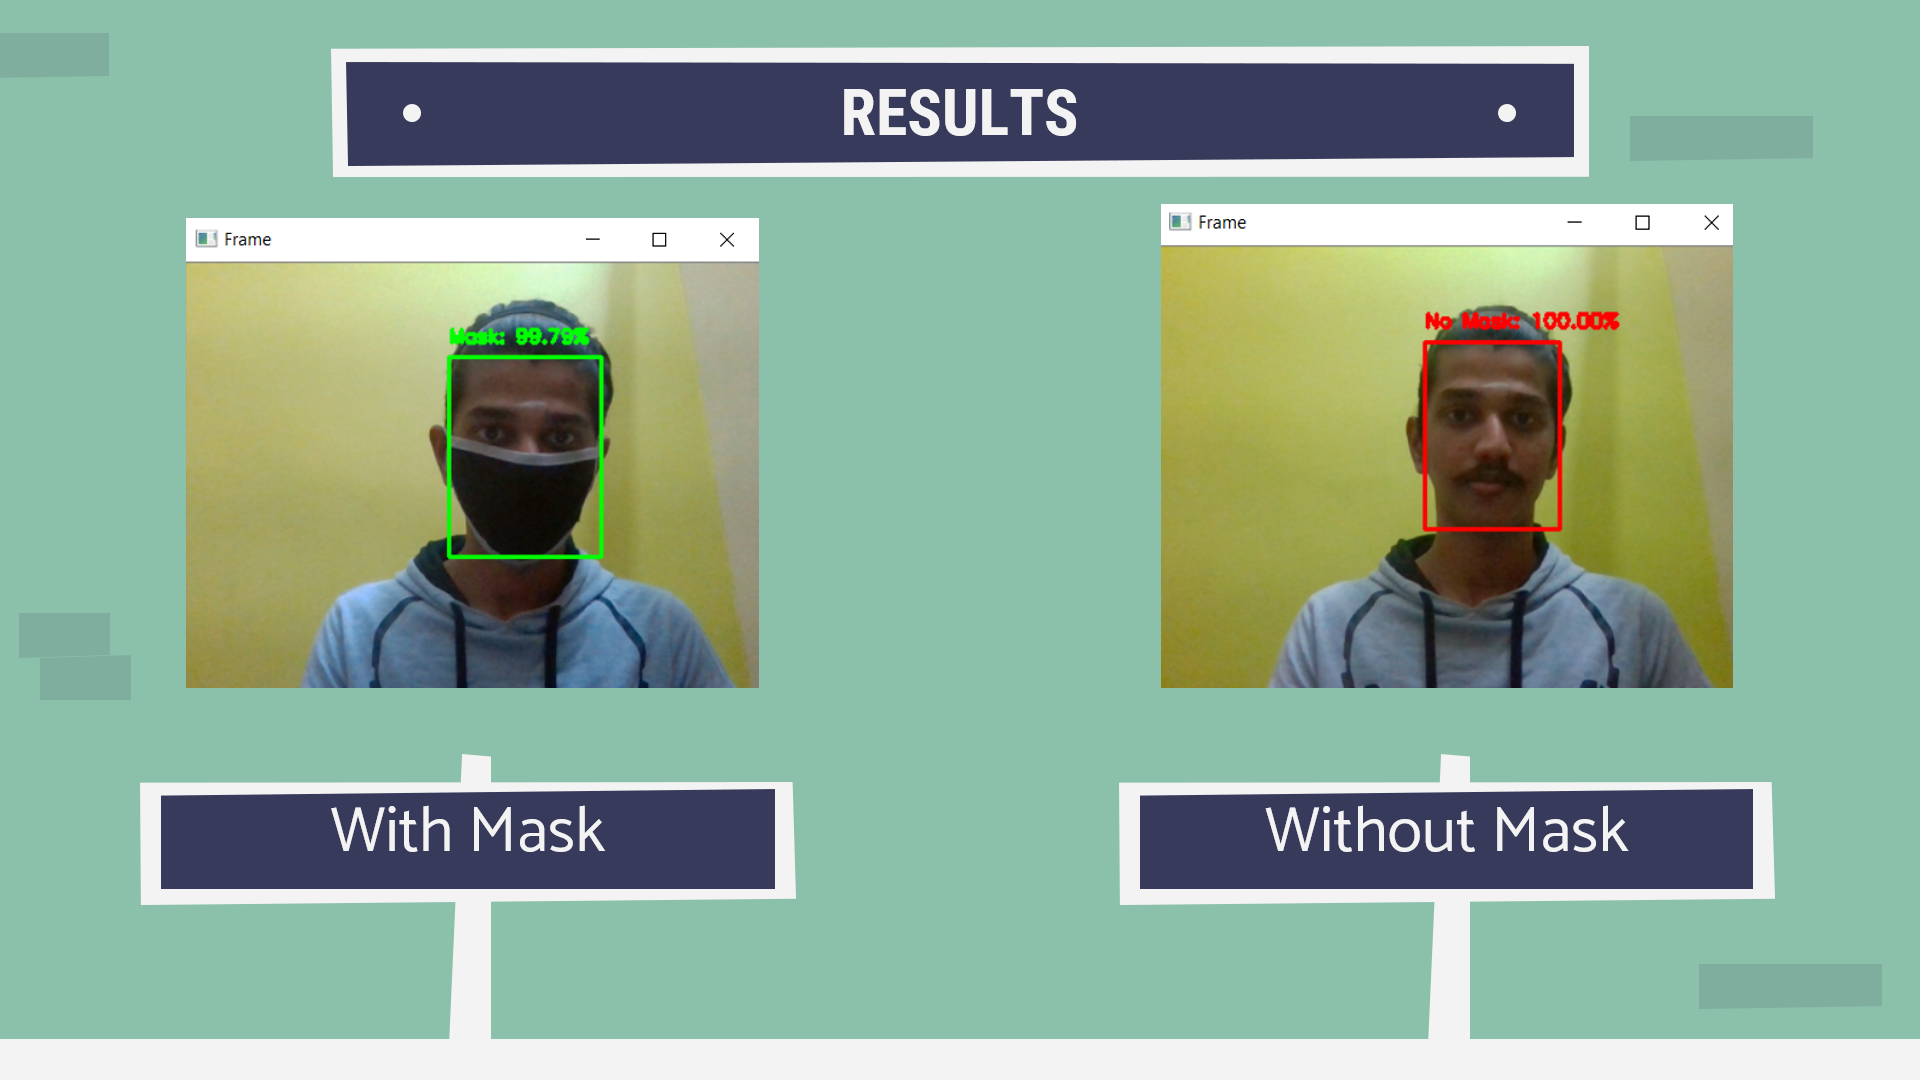 RESULTS
Frame
Mask: 99.79%
With Mask
Frame
No Mask: 100.00%
Without Mask